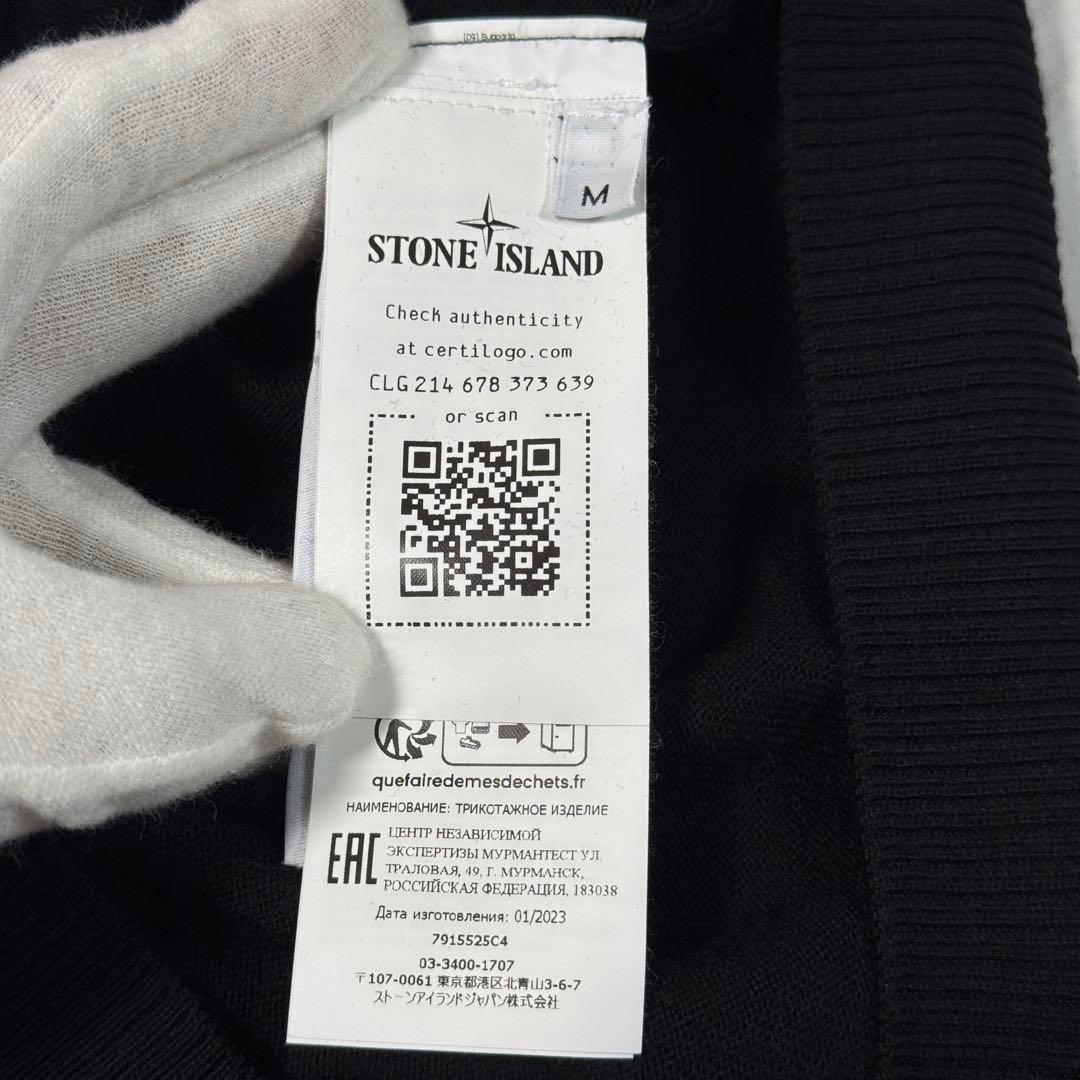 M
STONE ISLAND
Check authenticity
at certilogo.com
CLG 214 678 373 639
or scan
quefairedemesdechets.fr
НАИМЕНОВАНИЕ: ТРИКОТАЖНОЕ ИЗДЕЛИЕ
EAC
ЦЕНТР НЕЗАВИСИМОЙ
ЭКСПЕРТИЗЫ МУРМАНТЕСТ УЛ.
ТРАЛОВАЯ, 49, Г. МУРМАНСК,
РОССИЙСКАЯ ФЕДЕРАЦИЯ, 183038
Дата изготовления: 01/2023
7915525C4
03-3400-1707
〒107-0061 東京都港区北青山3-6-7
ストーンアイランドジャパン株式会社